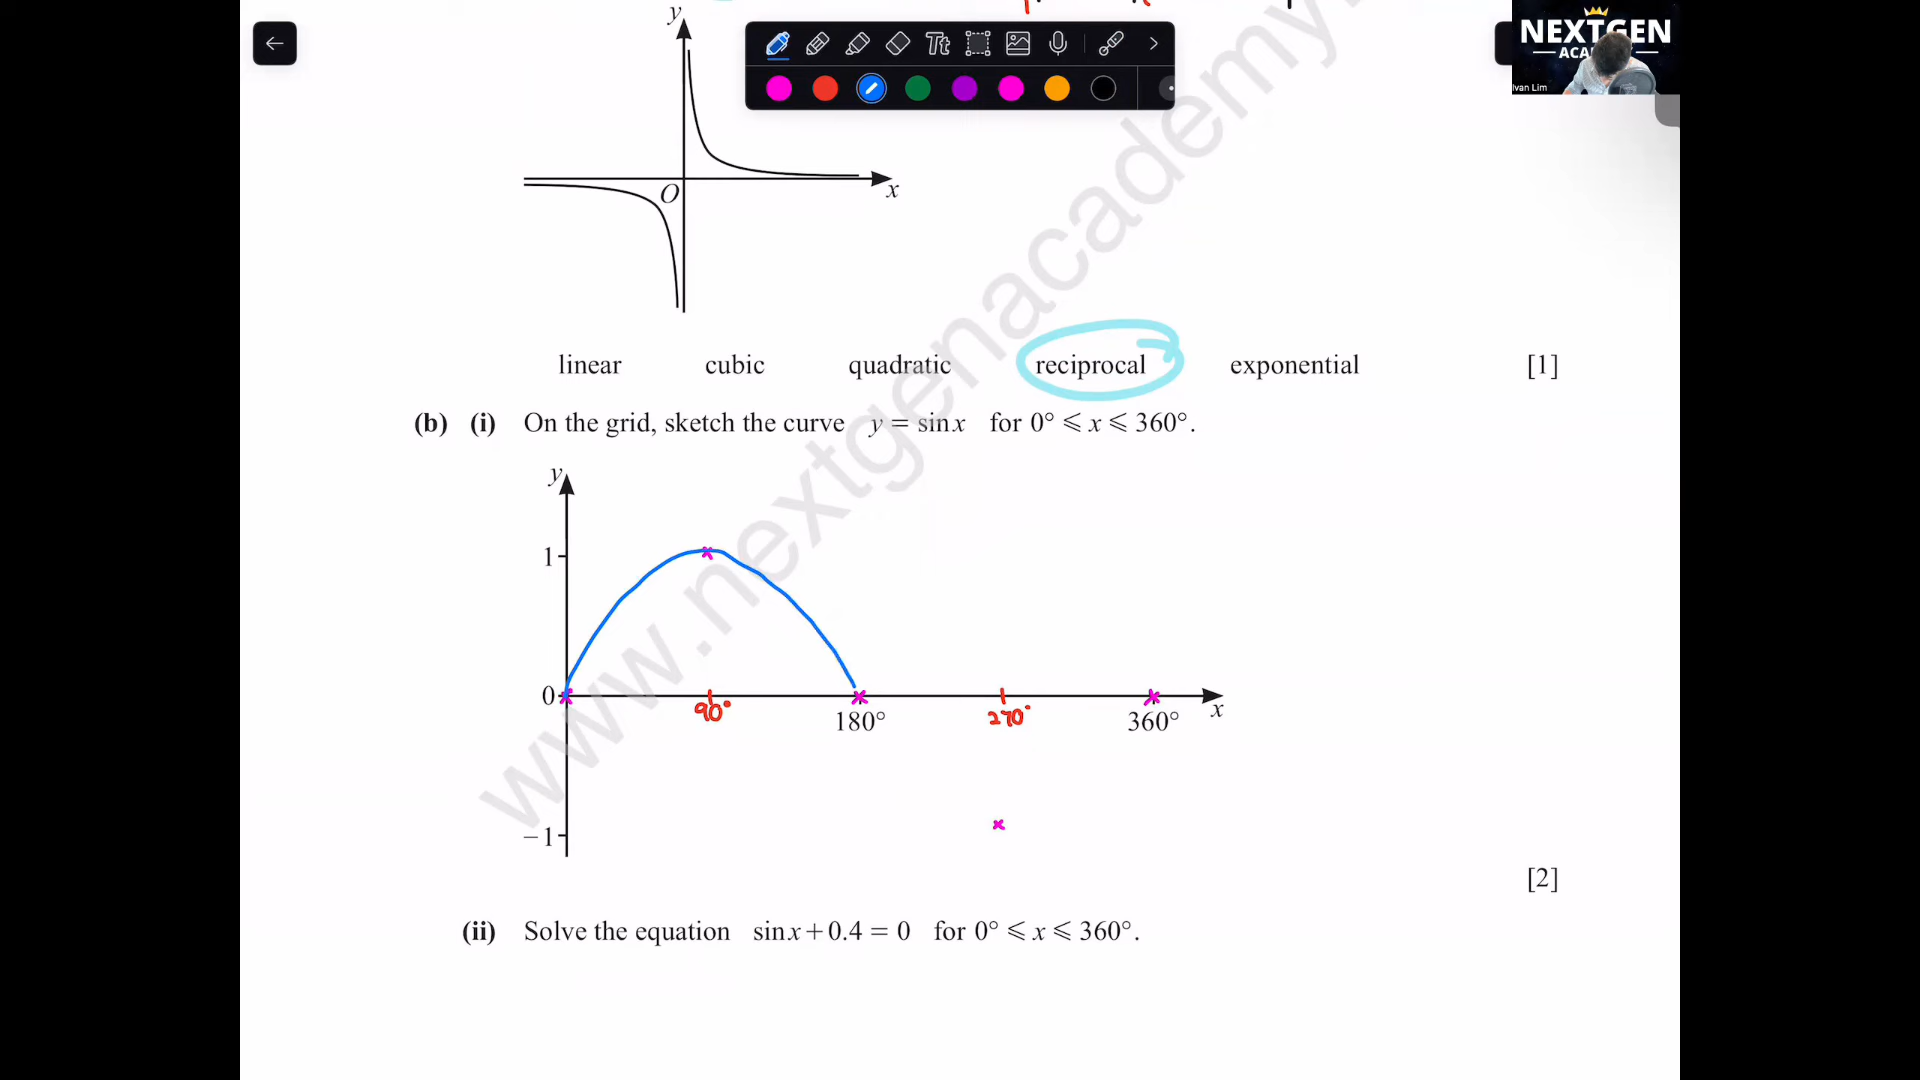 NEXTGEN
Ivan Lim
Tt
y
O
x
linear cubic quadratic reciprocal exponential [1]
(b) (i) On the grid, sketch the curve y = sin x for 0° ⩽ x ⩽ 360°.
y
1
0
90°
180°
270°
360°
x
−1
[2]
(ii) Solve the equation sin x + 0.4 = 0 for 0° ⩽ x ⩽ 360°.
www.nextgenacademy.